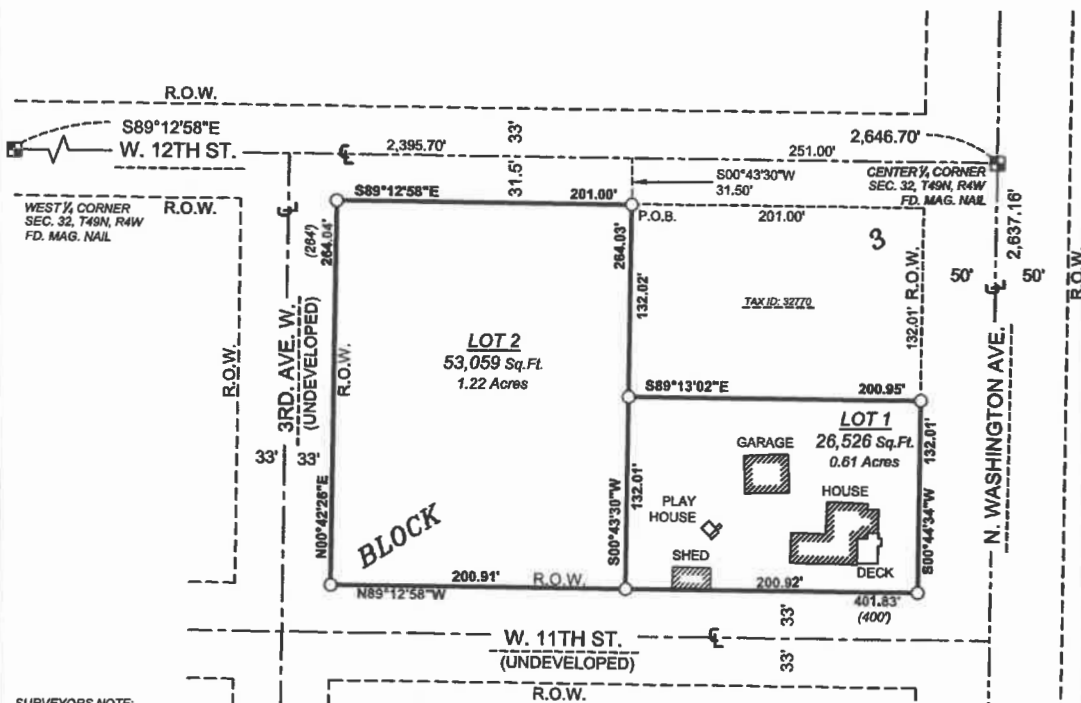 R.O.W.
S89°12'58"E
W. 12TH ST.
2,395.70'
33'
31.5'
251.00'
2,646.70'
S00°43'30"W
31.50'
CENTER ¼ CORNER
SEC. 32, T49N, R4W
FD. MAG. NAIL
WEST ¼ CORNER
SEC. 32, T49N, R4W
FD. MAG. NAIL
R.O.W.
S89°12'58"E
201.00'
P.O.B.
201.00'
3
2,637.16'
50'
50'
R.O.W.
(264')
264.04'
264.03'
132.02'
132.01' R.O.W.
TAX ID: 32770
LOT 2
53,059 Sq.Ft.
1.22 Acres
R.O.W.
3RD. AVE. W.
(UNDEVELOPED)
R.O.W.
33'
33'
N00°42'26"E
BLOCK
S89°13'02"E
200.95'
LOT 1
26,526 Sq.Ft.
0.61 Acres
132.01'
S00°44'34"W
N. WASHINGTON AVE.
GARAGE
HOUSE
PLAY
HOUSE
SHED
DECK
132.01'
S00°43'30"W
200.91'
R.O.W.
N89°12'58"W
200.92'
401.83'
(400')
33'
W. 11TH ST.
(UNDEVELOPED)
33'
R.O.W.
SURVEYORS NOTE: